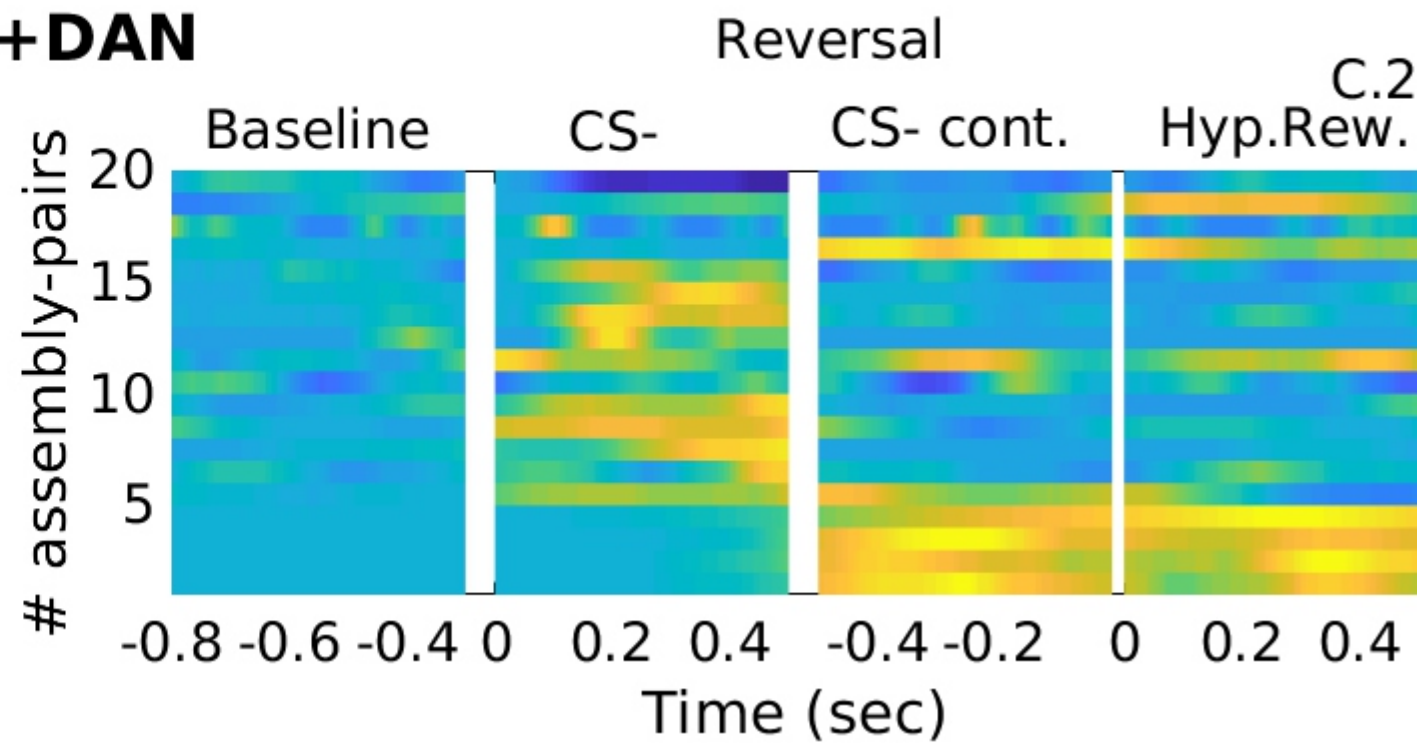 +DAN
Reversal
C.2
Baseline CS- CS- cont. Hyp.Rew.
# assembly-pairs
20
15
10
5
-0.8 -0.6 -0.4 0 0.2 0.4 -0.4 -0.2 0 0.2 0.4
Time (sec)